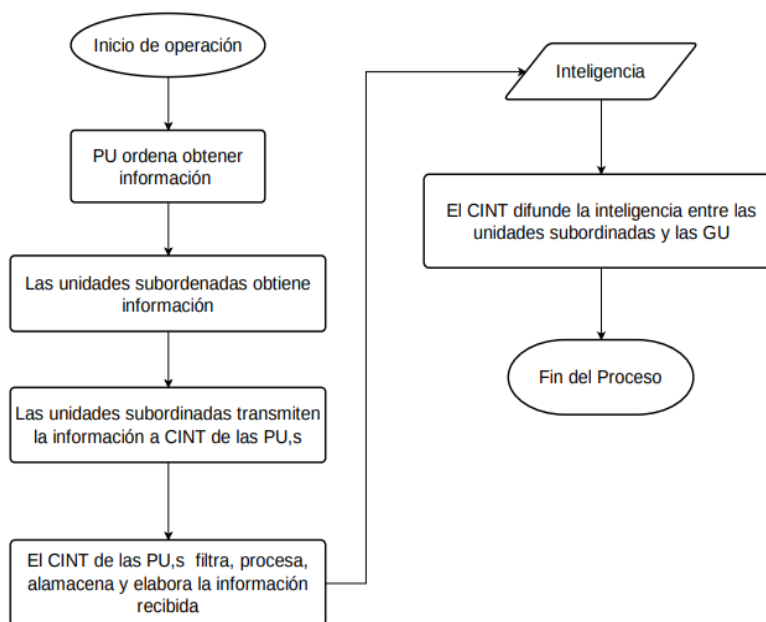 Inicio de operación
PU ordena obtener
información
Las unidades subordenadas obtiene
información
Las unidades subordinadas transmiten
la información a CINT de las PU,s
El CINT de las PU,s filtra, procesa,
alamacena y elabora la información
recibida
Inteligencia
El CINT difunde la inteligencia entre las
unidades subordinadas y las GU
Fin del Proceso